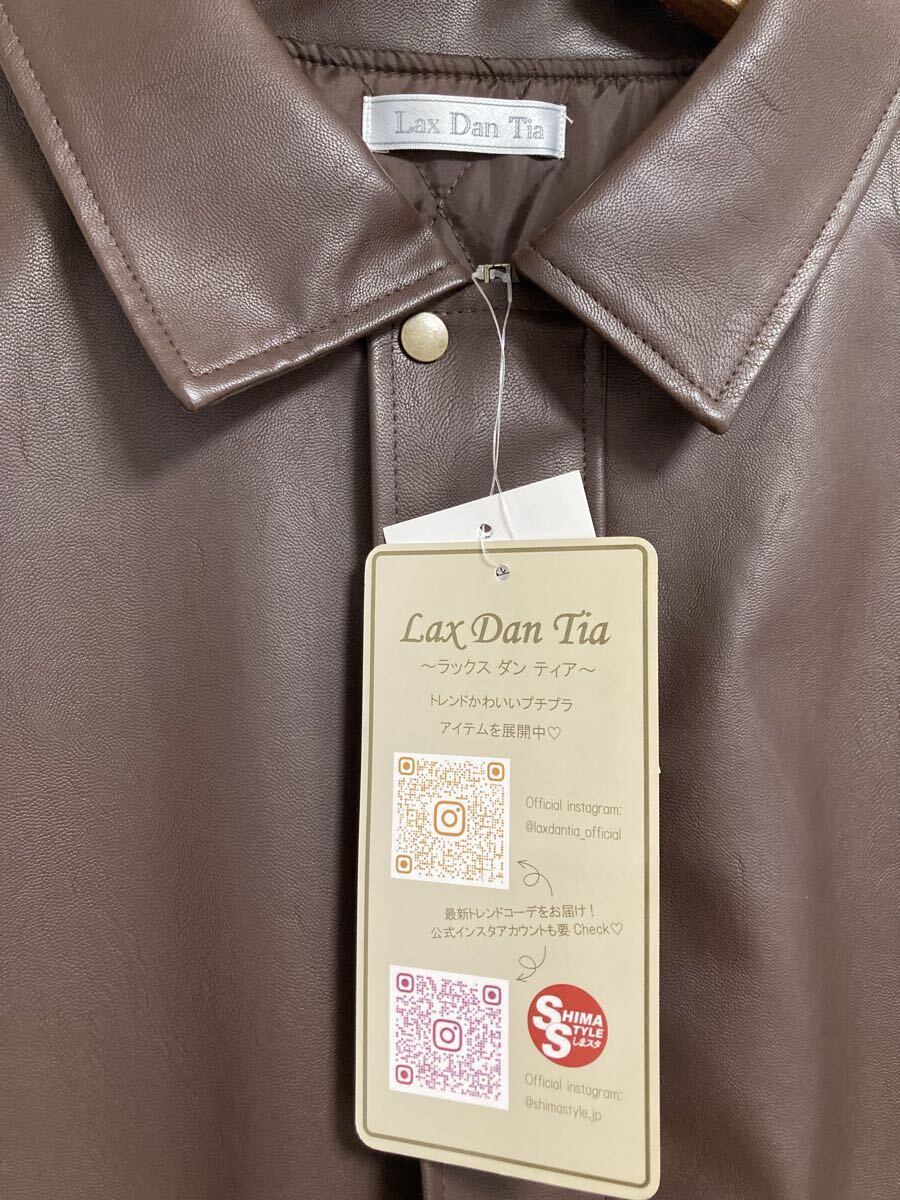 Lax Dan Tia
Lax Dan Tia
～ラックス ダン ティア～
トレンドかわいいプチプラ
アイテムを展開中♡
Official instagram:
@laxdantia_official
最新トレンドコーデをお届け！
公式インスタアカウントも要 Check♡
SHIMA
STYLE
しまスタ
Official instagram:
@shimastyle.jp